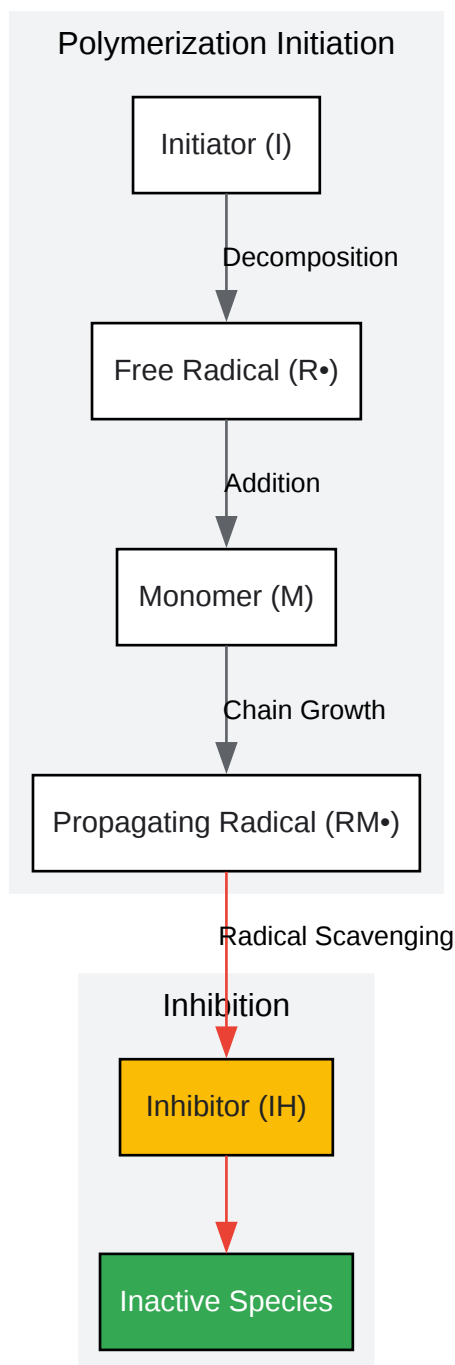 Polymerization Initiation
Initiator (I)
Decomposition
Free Radical (R•)
Addition
Monomer (M)
Chain Growth
Propagating Radical (RM•)
Radical Scavenging
Inhibition
Inhibitor (IH)
Inactive Species